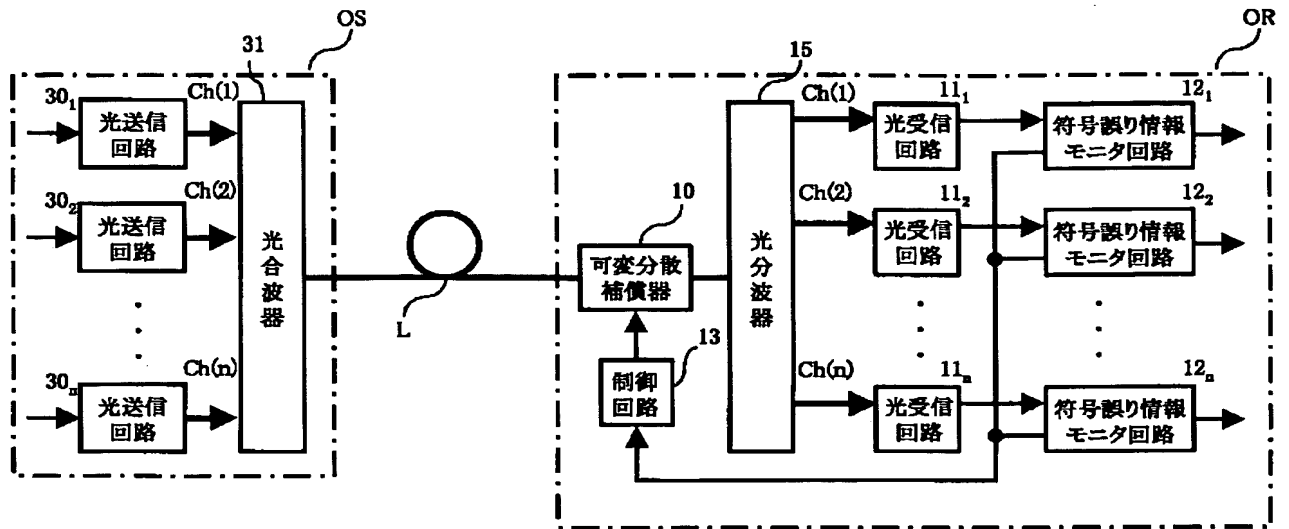 OS
31
30₁
光送信
回路
Ch(1)
30₂
光送信
回路
Ch(2)
30ₙ
光送信
回路
Ch(n)
光合波器
L
OR
10
可変分散
補償器
13
制御
回路
15
光分波器
Ch(1)
11₁
光受信
回路
12₁
符号誤り情報
モニタ回路
Ch(2)
11₂
光受信
回路
12₂
符号誤り情報
モニタ回路
Ch(n)
11ₙ
光受信
回路
12ₙ
符号誤り情報
モニタ回路